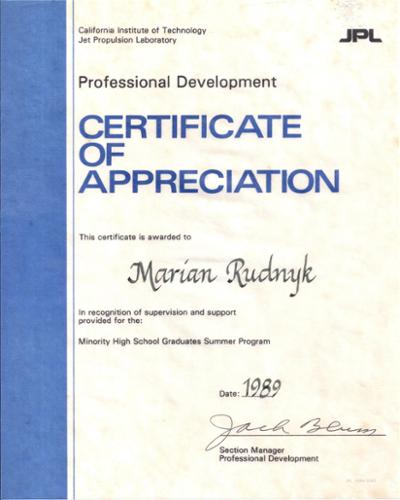 California Institute of Technology
Jet Propulsion Laboratory
JPL
Professional Development
CERTIFICATE
OF
APPRECIATION
This certificate is awarded to
Marian Rudnyk
In recognition of supervision and support
provided for the:
Minority High School Graduates Summer Program
Date: 1989
Jack Blum
Section Manager
Professional Development